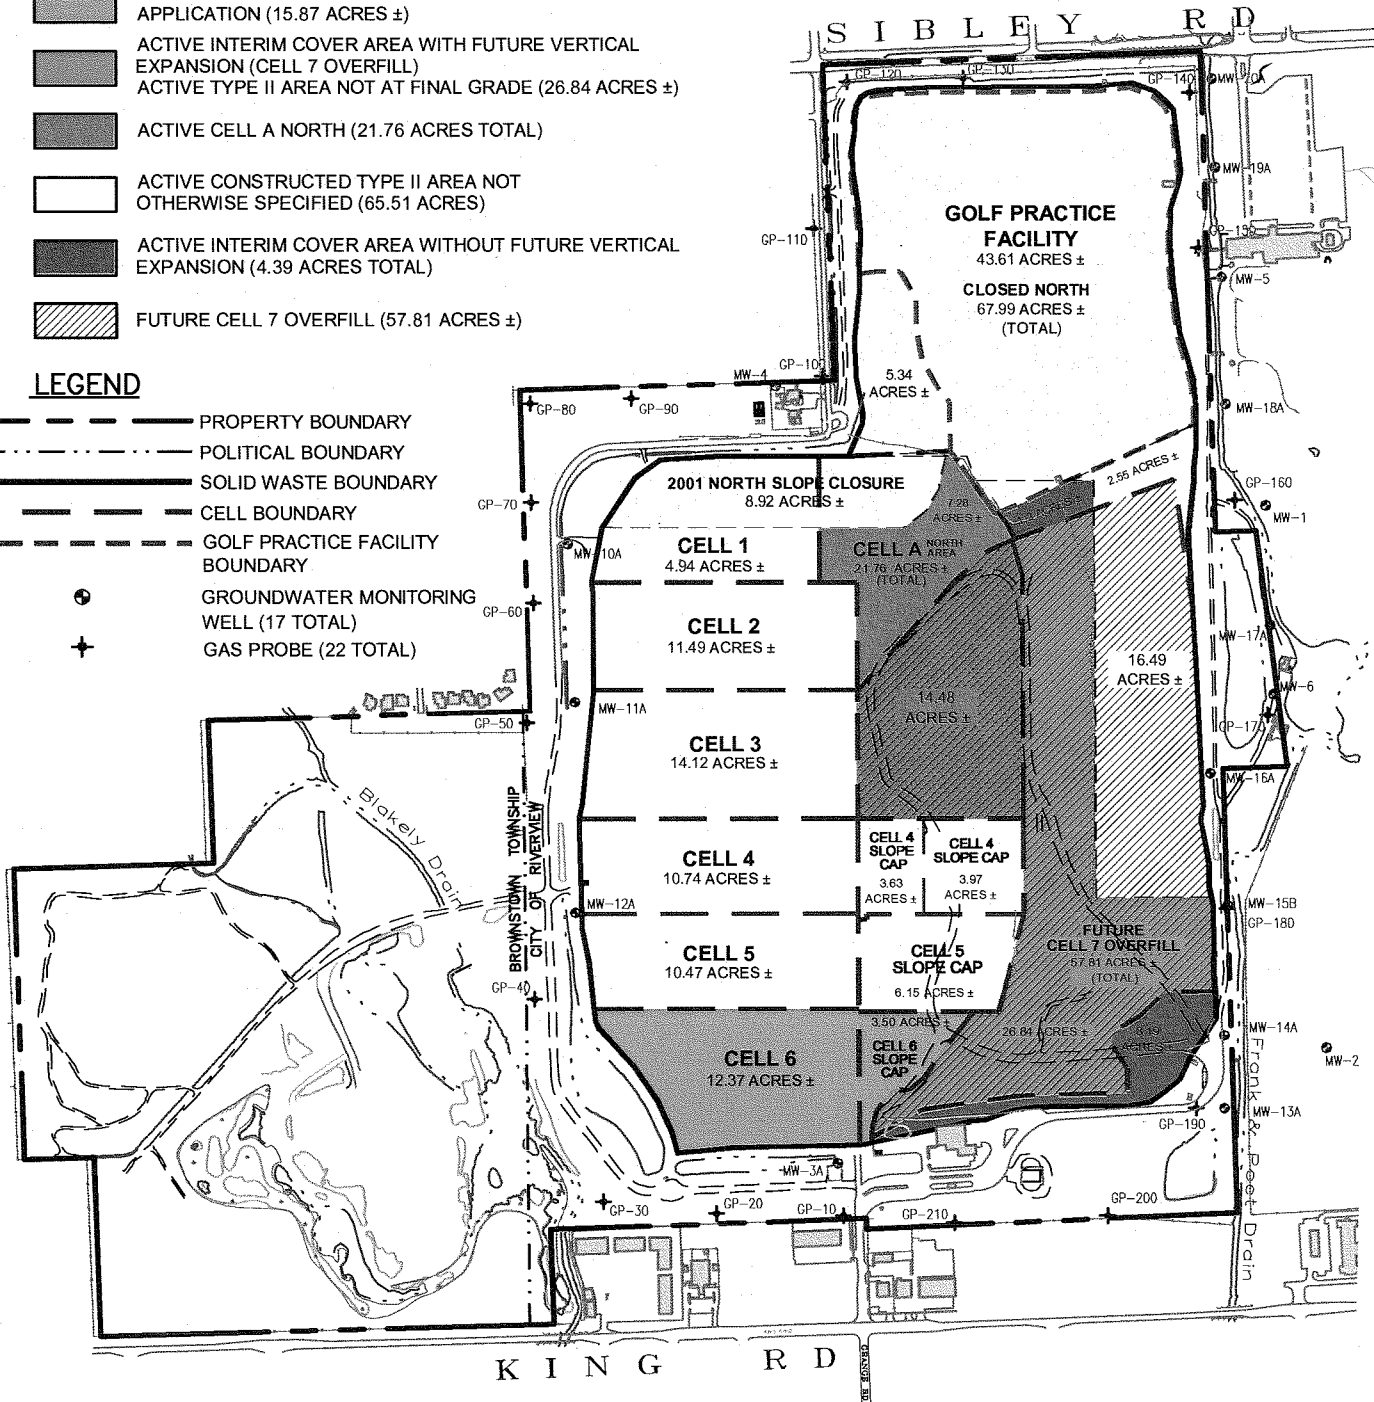 APPLICATION (15.87 ACRES ±)
ACTIVE INTERIM COVER AREA WITH FUTURE VERTICAL
EXPANSION (CELL 7 OVERFILL)
ACTIVE TYPE II AREA NOT AT FINAL GRADE (26.84 ACRES ±)
ACTIVE CELL A NORTH (21.76 ACRES TOTAL)
ACTIVE CONSTRUCTED TYPE II AREA NOT
OTHERWISE SPECIFIED (65.51 ACRES)
ACTIVE INTERIM COVER AREA WITHOUT FUTURE VERTICAL
EXPANSION (4.39 ACRES TOTAL)
FUTURE CELL 7 OVERFILL (57.81 ACRES ±)
LEGEND
PROPERTY BOUNDARY
POLITICAL BOUNDARY
SOLID WASTE BOUNDARY
CELL BOUNDARY
GOLF PRACTICE FACILITY
BOUNDARY
GROUNDWATER MONITORING
WELL (17 TOTAL)
GAS PROBE (22 TOTAL)
SIBLEY RD
GP-120
GP-130
GP-140
MW-20A
MW-19A
GP-110
GP-150
MW-5
GOLF PRACTICE
FACILITY
43.61 ACRES ±
CLOSED NORTH
67.99 ACRES ±
(TOTAL)
GP-100
MW-4
5.34
ACRES ±
GP-80
GP-90
MW-18A
2.55 ACRES ±
GP-70
2001 NORTH SLOPE CLOSURE
8.92 ACRES ±
7.28
ACRES ±
GP-160
MW-1
MW-10A
CELL 1
4.94 ACRES ±
CELL A NORTH
AREA
21.76 ACRES ±
(TOTAL)
GP-60
CELL 2
11.49 ACRES ±
MW-17A
16.49
ACRES ±
MW-6
GP-170
GP-50
MW-11A
14.48
ACRES ±
CELL 3
14.12 ACRES ±
MW-16A
Blakely Drain
BROWNSTOWN TOWNSHIP
CITY OF RIVERVIEW
CELL 4
10.74 ACRES ±
CELL 4
SLOPE
CAP
3.63
ACRES ±
CELL 4
SLOPE CAP
3.97
ACRES ±
MW-12A
MW-15B
GP-180
CELL 5
10.47 ACRES ±
CELL 5
SLOPE CAP
6.15 ACRES ±
FUTURE
CELL 7 OVERFILL
57.81 ACRES ±
(TOTAL)
GP-40
3.50 ACRES ±
26.84 ACRES ±
CELL 6
12.37 ACRES ±
CELL 6
SLOPE
CAP
MW-14A
MW-2
MW-13A
GP-190
Frank & Poet Drain
MW-3A
GP-30
GP-20
GP-10
GP-210
GP-200
KING RD
GRANGE RD